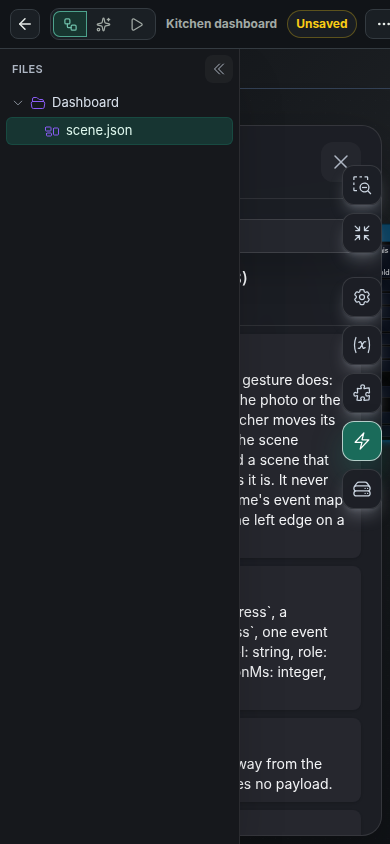 Kitchen dashboard
Unsaved
FILES
Dashboard
scene.json
gesture does:
he photo or the
cher moves its
he scene
d a scene that
s it is. It never
me's event map
e left edge on a
ress`, a
ss`, one event
l: string, role:
nMs: integer,
way from the
es no payload.
(x)